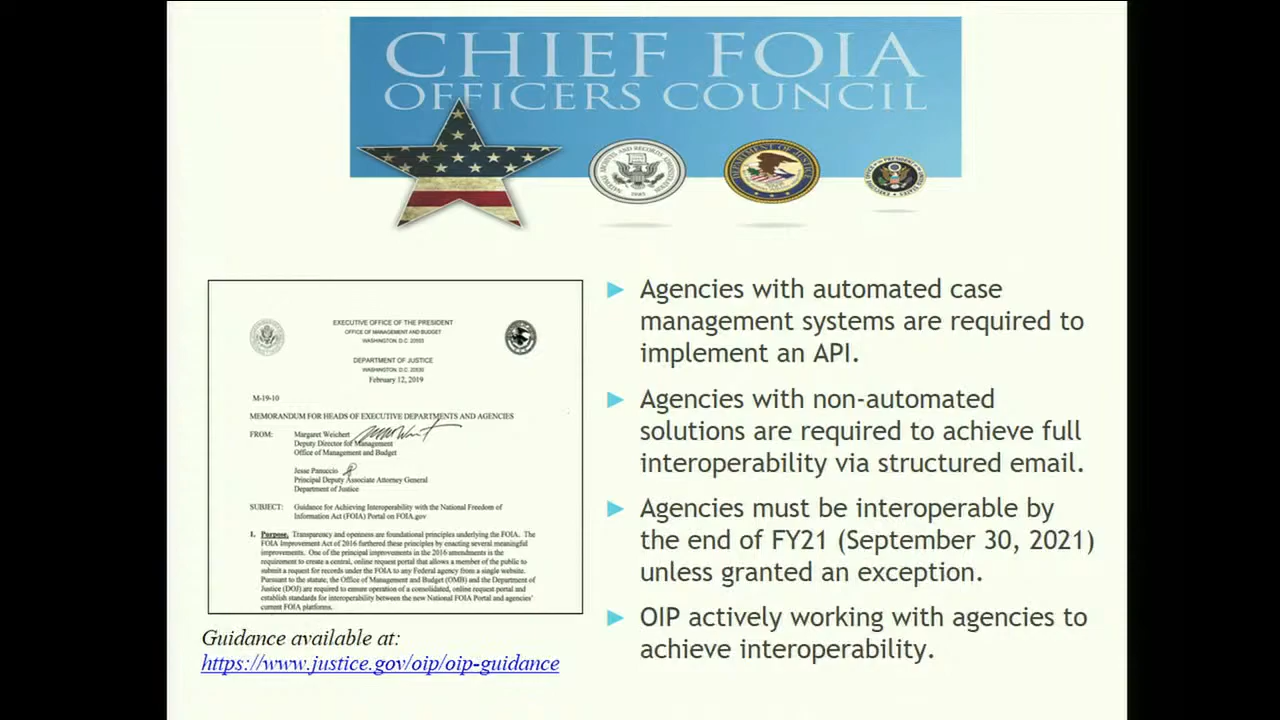 CHIEF FOIA
OFFICERS COUNCIL
EXECUTIVE OFFICE OF THE PRESIDENT
OFFICE OF MANAGEMENT AND BUDGET
WASHINGTON, D.C. 20503
DEPARTMENT OF JUSTICE
WASHINGTON, D.C. 20530
February 12, 2019
M-19-10
MEMORANDUM FOR HEADS OF EXECUTIVE DEPARTMENTS AND AGENCIES
FROM: Margaret Weichert
Deputy Director for Management
Office of Management and Budget
Jesse Panuccio
Principal Deputy Associate Attorney General
Department of Justice
SUBJECT: Guidance for Achieving Interoperability with the National Freedom of
Information Act (FOIA) Portal on FOIA.gov
1. Purpose. Transparency and openness are foundational principles underlying the FOIA. The
FOIA Improvement Act of 2016 furthered these principles by enacting several meaningful
improvements. One of the principal improvements in the 2016 amendments is the
requirement to create a central, online request portal that allows a member of the public to
submit a request for records under the FOIA to any Federal agency from a single website.
Pursuant to the statute, the Office of Management and Budget (OMB) and the Department of
Justice (DOJ) are required to ensure operation of a consolidated, online request portal and
establish standards for interoperability between the new National FOIA Portal and agencies'
current FOIA platforms.
Guidance available at:
https://www.justice.gov/oip/oip-guidance
Agencies with automated case
management systems are required to
implement an API.
Agencies with non-automated
solutions are required to achieve full
interoperability via structured email.
Agencies must be interoperable by
the end of FY21 (September 30, 2021)
unless granted an exception.
OIP actively working with agencies to
achieve interoperability.